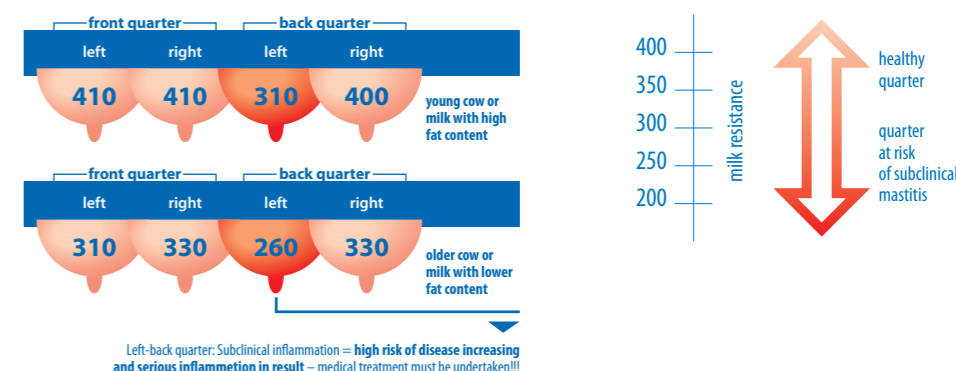 front quarter back quarter
left right left right
410 410 310 400
young cow or
milk with high
fat content
front quarter back quarter
left right left right
310 330 260 330
older cow or
milk with lower
fat content
Left-back quarter: Subclinical inflammation = high risk of disease increasing
and serious inflammetion in result – medical treatment must be undertaken!!!
400
350
300
250
200
milk resistance
healthy
quarter
quarter
at risk
of subclinical
mastitis